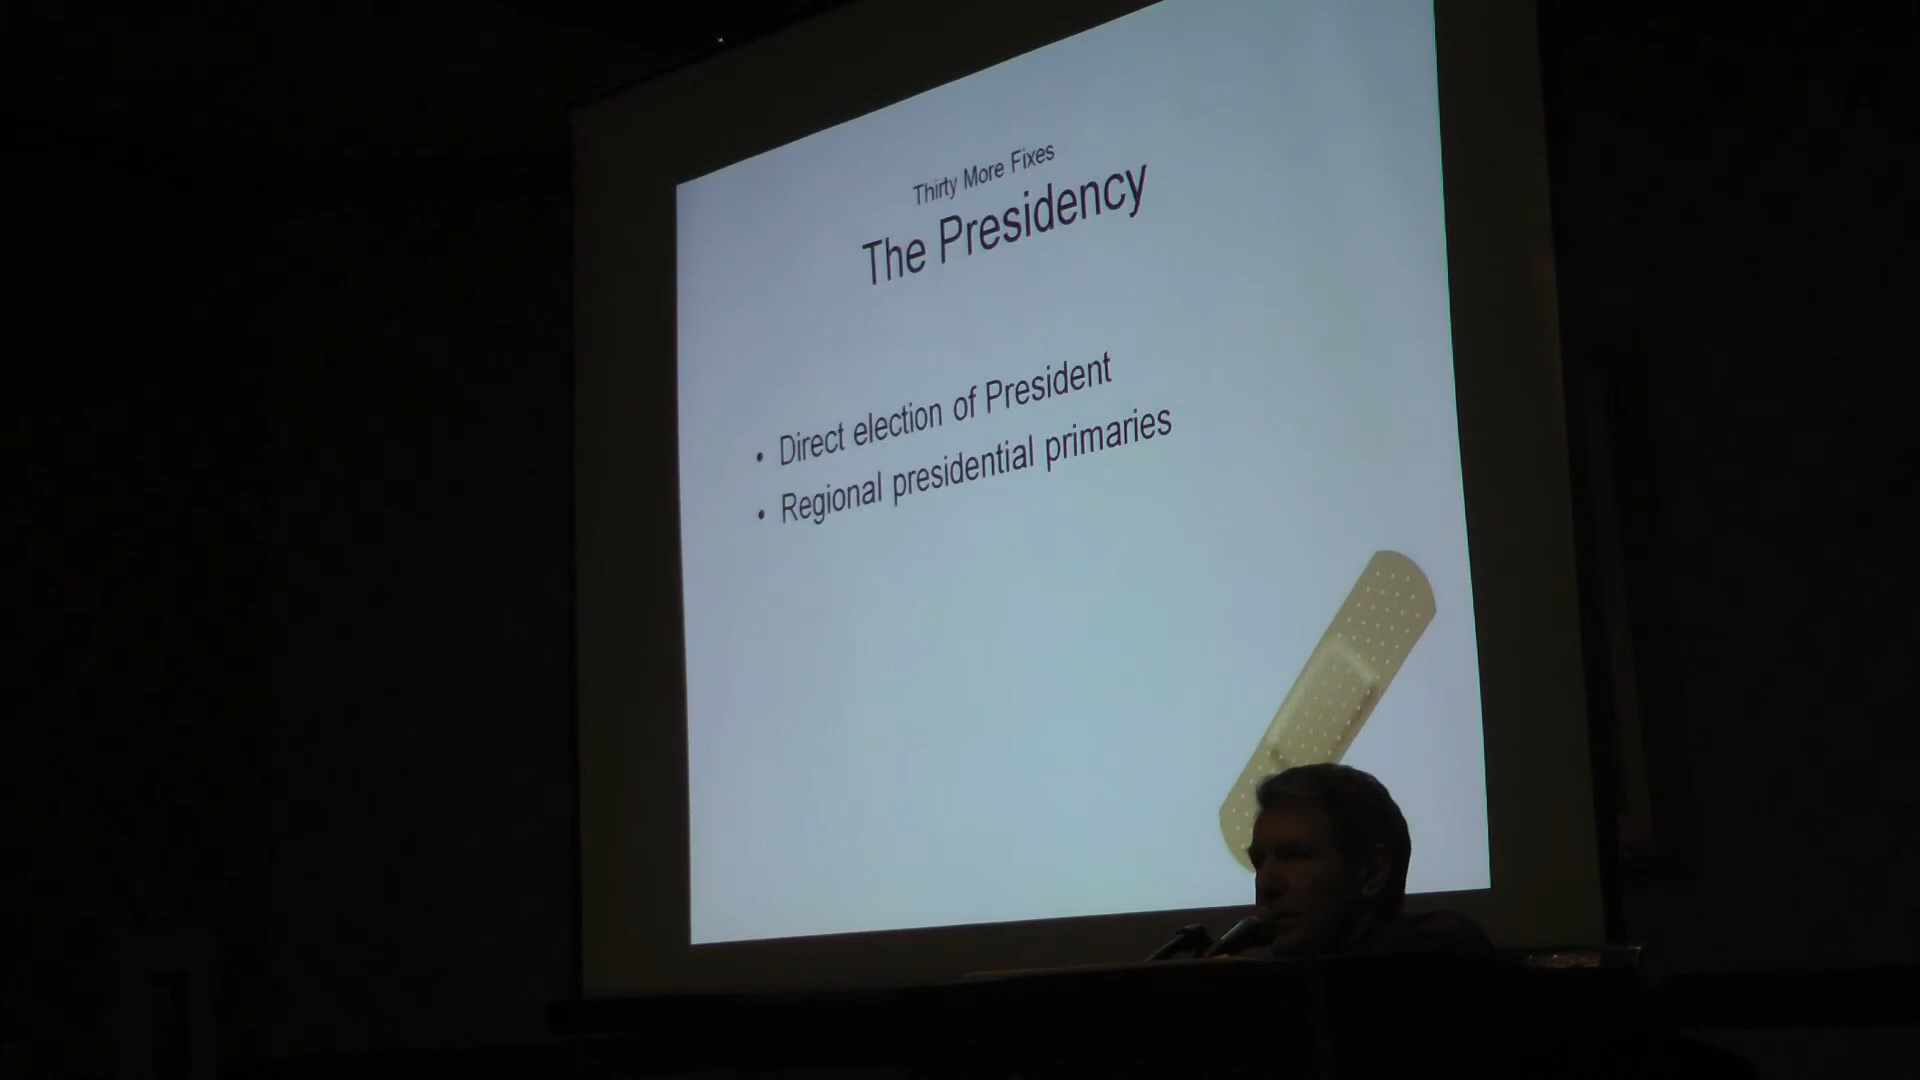 Thirty More Fixes
The Presidency
• Direct election of President
• Regional presidential primaries